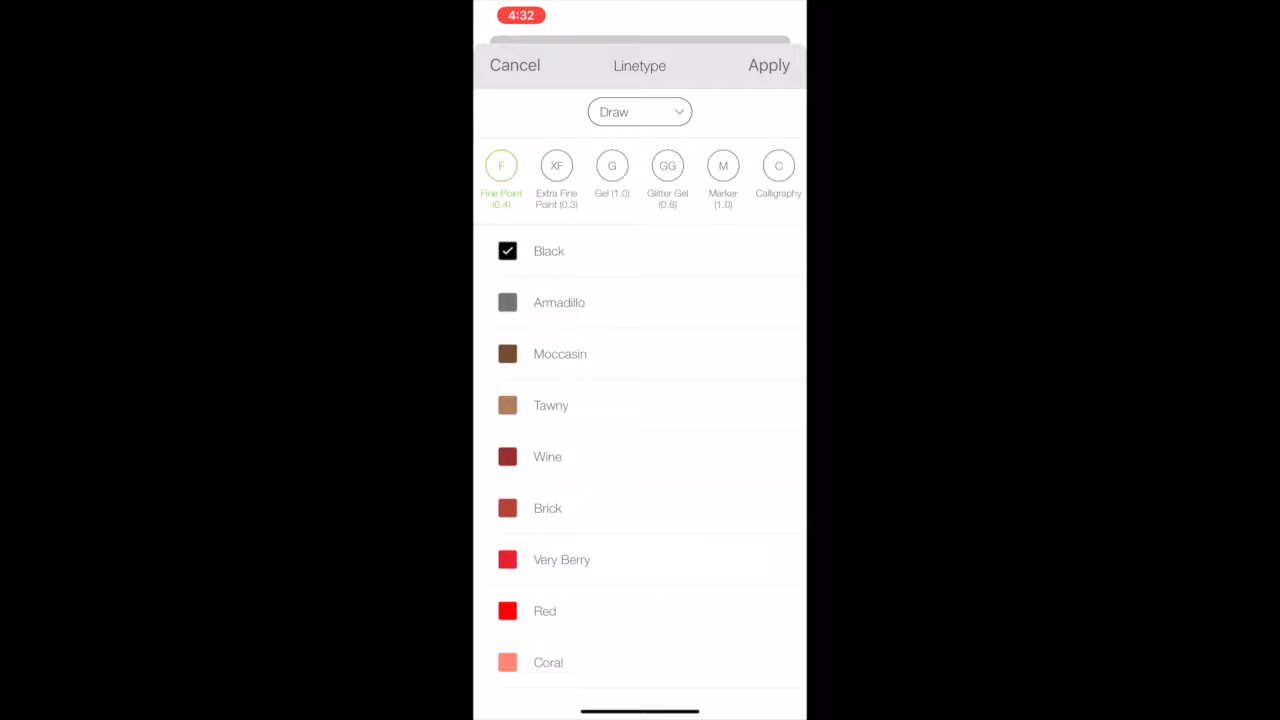 4:32
Cancel Linetype Apply
Draw
F XF G GG M C
Fine Point Extra Fine Gel (1.0) Glitter Gel Marker Calligraphy
(0.4) Point (0.3) (0.8) (1.0)
Black
Armadillo
Moccasin
Tawny
Wine
Brick
Very Berry
Red
Coral